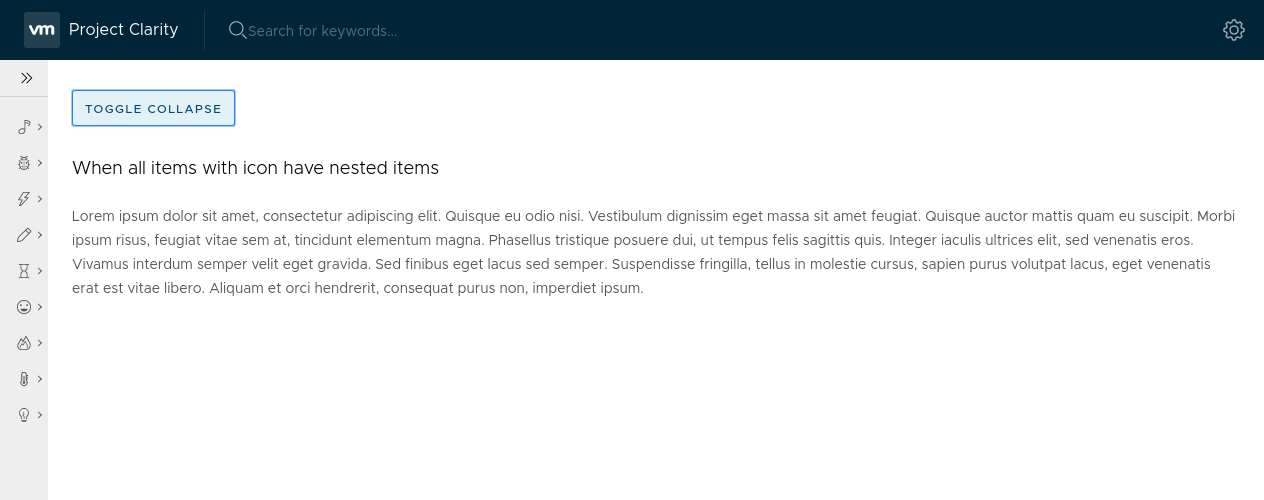 vm Project Clarity Search for keywords...
TOGGLE COLLAPSE
When all items with icon have nested items
Lorem ipsum dolor sit amet, consectetur adipiscing elit. Quisque eu odio nisi. Vestibulum dignissim eget massa sit amet feugiat. Quisque auctor mattis quam eu suscipit. Morbi
ipsum risus, feugiat vitae sem at, tincidunt elementum magna. Phasellus tristique posuere dui, ut tempus felis sagittis quis. Integer iaculis ultrices elit, sed venenatis eros.
Vivamus interdum semper velit eget gravida. Sed finibus eget lacus sed semper. Suspendisse fringilla, tellus in molestie cursus, sapien purus volutpat lacus, eget venenatis
erat est vitae libero. Aliquam et orci hendrerit, consequat purus non, imperdiet ipsum.